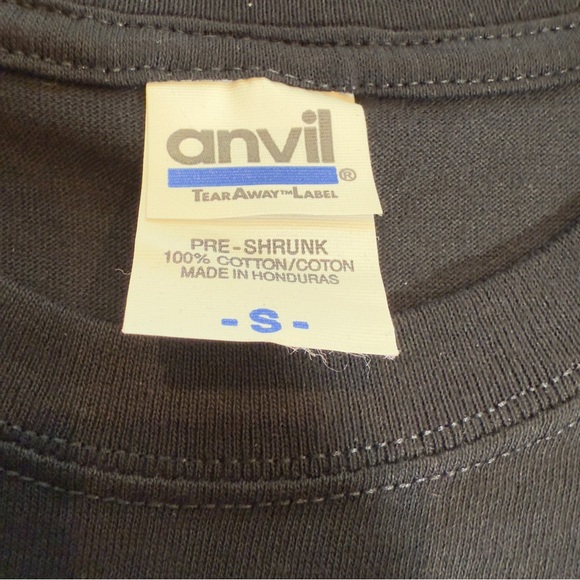 anvil®
TEARAWAY™LABEL
PRE-SHRUNK
100% COTTON/COTON
MADE IN HONDURAS
- S -